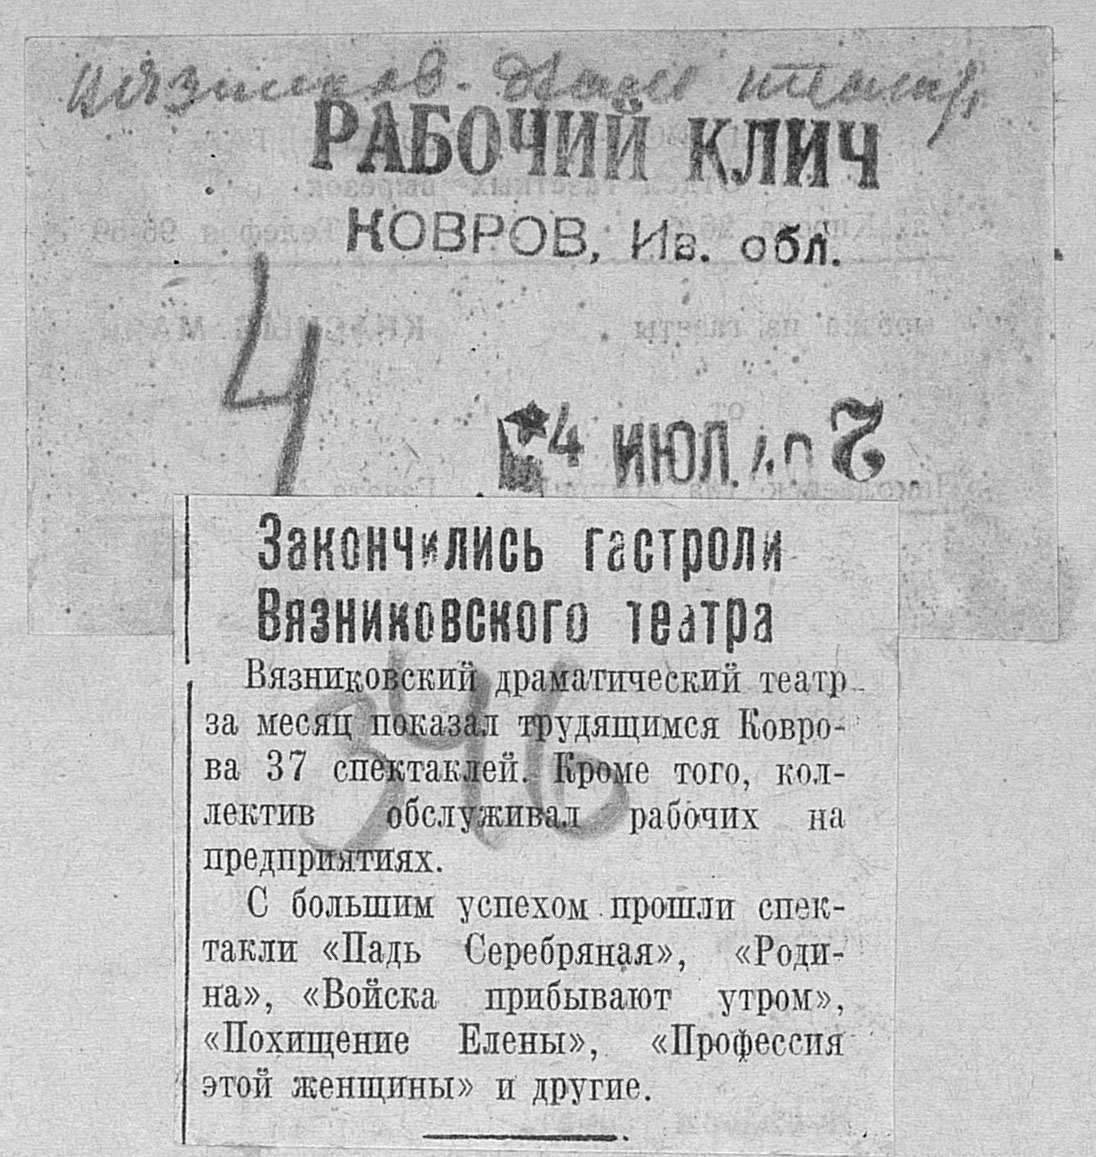 РАБОЧИЙ КЛИЧ
КОВРОВ, Ив. обл.
4
4 ИЮЛ. 40
Закончились гастроли
Вязниковского театра
396
Вязниковский драматический театр
за месяц показал трудящимся Ковро-
ва 37 спектаклей. Кроме того, кол-
лектив обслуживал рабочих на
предприятиях.
С большим успехом прошли спек-
такли «Падь Серебряная», «Роди-
на», «Войска прибывают утром»,
«Похищение Елены», «Профессия
этой женщины» и другие.